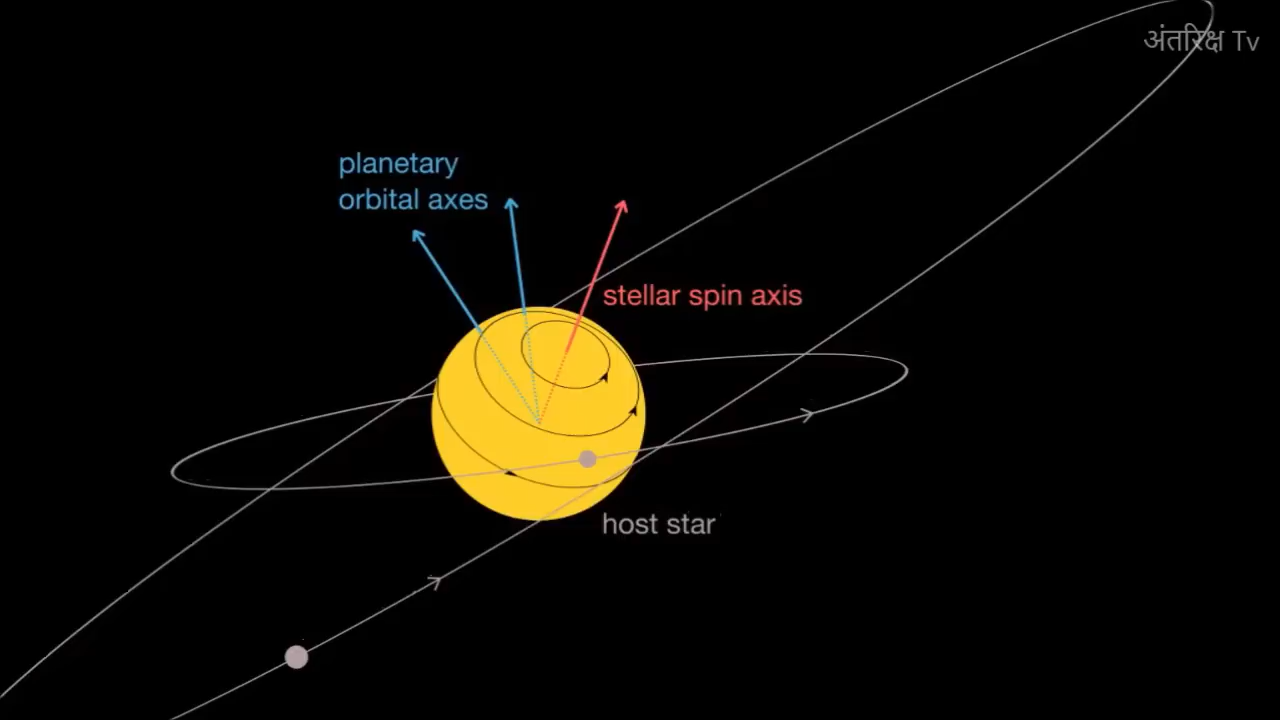 अंतरिक्ष Tv
planetary
orbital axes
stellar spin axis
host star